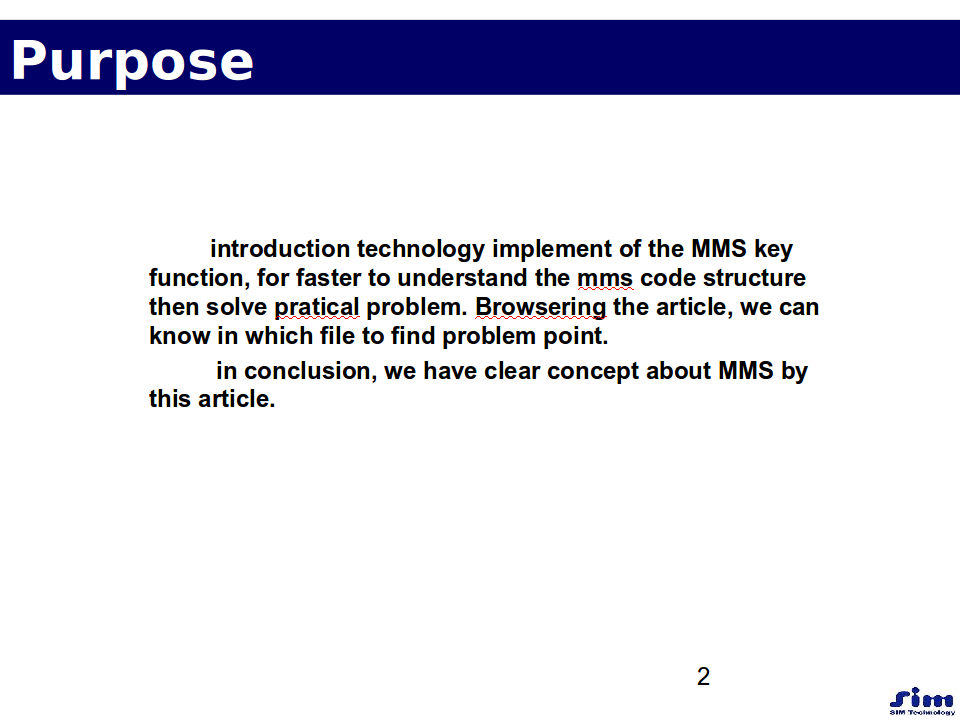 Purpose
introduction technology implement of the MMS key
function, for faster to understand the mms code structure
then solve pratical problem. Browsering the article, we can
know in which file to find problem point.
in conclusion, we have clear concept about MMS by
this article.
2
sim
SIM Technology